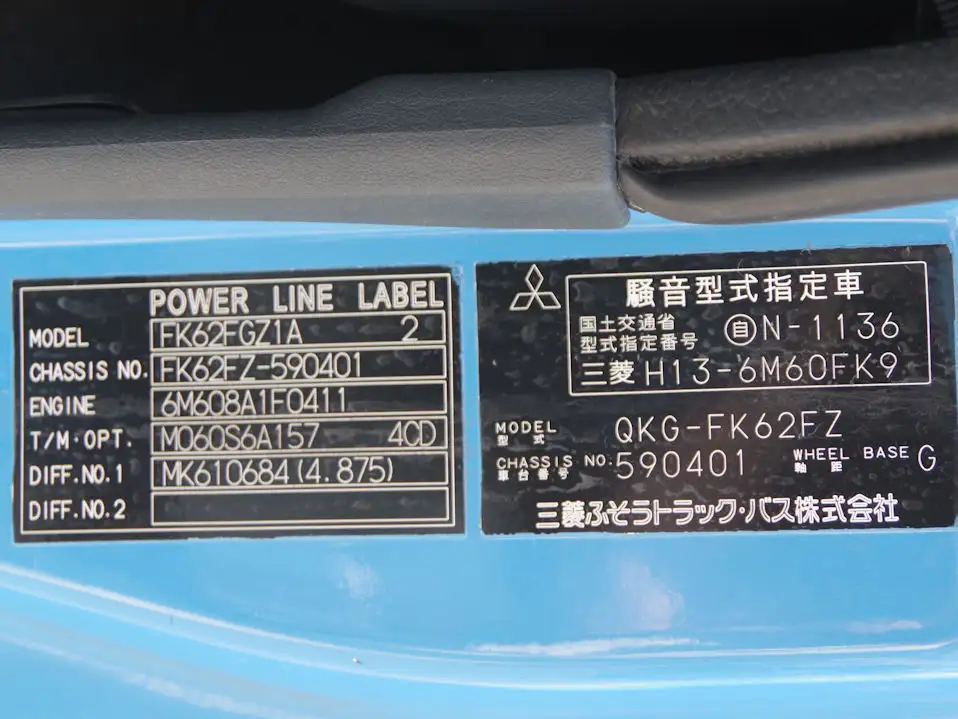 POWER LINE LABEL
MODEL FK62FGZ1A 2
CHASSIS NO. FK62FZ-590401
ENGINE 6M608A1F0411
T/M·OPT. M060S6A157 4CD
DIFF.NO.1 MK610684(4.875)
DIFF.NO.2
騒音型式指定車
国土交通省
型式指定番号 自N-1136
三菱 H13-6M60FK9
MODEL QKG-FK62FZ
型式
CHASSIS NO. 590401 WHEEL BASE G
車台番号 軸距
三菱ふそうトラック·バス株式会社